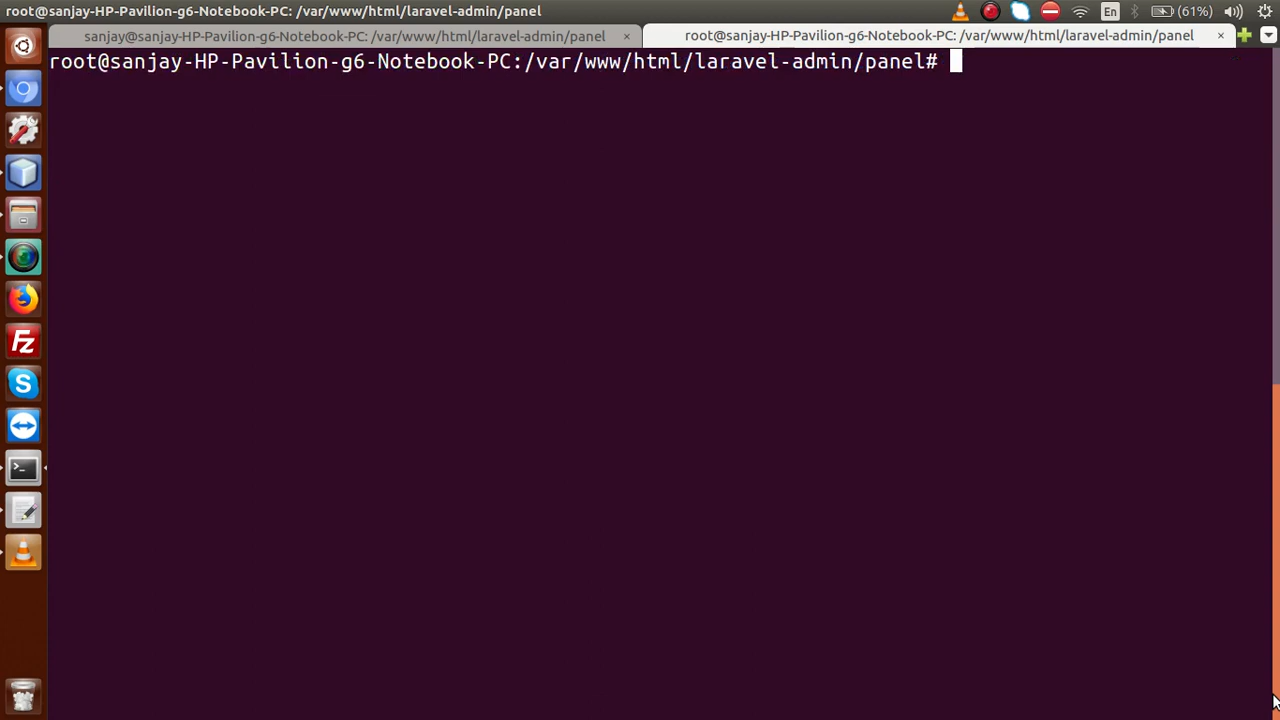 root@sanjay-HP-Pavilion-g6-Notebook-PC: /var/www/html/laravel-admin/panel
En
(61%)
sanjay@sanjay-HP-Pavilion-g6-Notebook-PC: /var/www/html/laravel-admin/panel ×
root@sanjay-HP-Pavilion-g6-Notebook-PC: /var/www/html/laravel-admin/panel ×
root@sanjay-HP-Pavilion-g6-Notebook-PC:/var/www/html/laravel-admin/panel#
Fz
S
>_